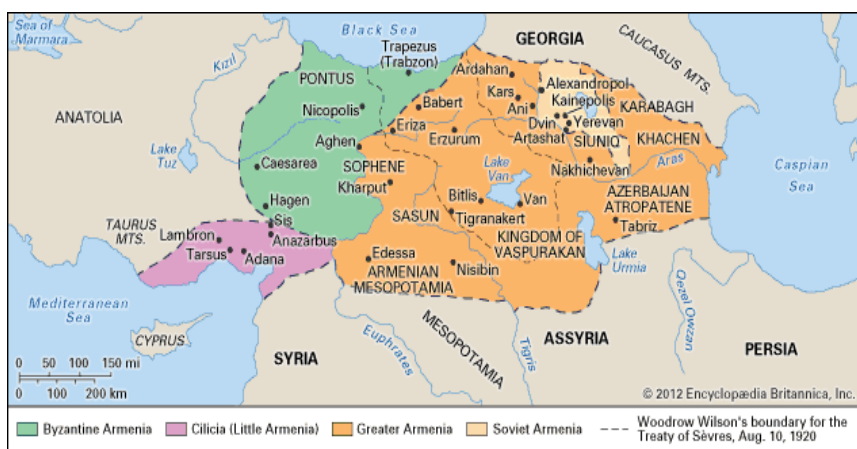 Sea of
Marmara
Black Sea
GEORGIA
CAUCASUS MTS.
Trapezus
(Trabzon)
Kızıl
PONTUS
Ardahan
Alexandropol
Kars
Kainepolis
KARABAGH
Nicopolis
Babert
Ani
ANATOLIA
Eriza
Dvin
Yerevan
Aghen
Erzurum
Artashat
SIUNIQ
KHACHEN
Lake
Tuz
Caesarea
SOPHENE
Lake
Van
Aras
Caspian
Sea
Kharput
Nakhichevan
Bitlis
Van
AZERBAIJAN
ATROPATENE
Hagen
SASUN
Tigranakert
Tabriz
TAURUS
MTS.
Sis
Lambron
Anazarbus
KINGDOM OF
VASPURAKAN
Tarsus
Adana
Edessa
Nisibin
Lake
Urmia
ARMENIAN
MESOPOTAMIA
Qezel Owzan
Mediterranean
Sea
MESOPOTAMIA
CYPRUS
Euphrates
Tigris
ASSYRIA
SYRIA
PERSIA
0 50 100 150 mi
0 100 200 km
© 2012 Encyclopædia Britannica, Inc.
Byzantine Armenia
Cilicia (Little Armenia)
Greater Armenia
Soviet Armenia
Woodrow Wilson's boundary for the
Treaty of Sèvres, Aug. 10, 1920